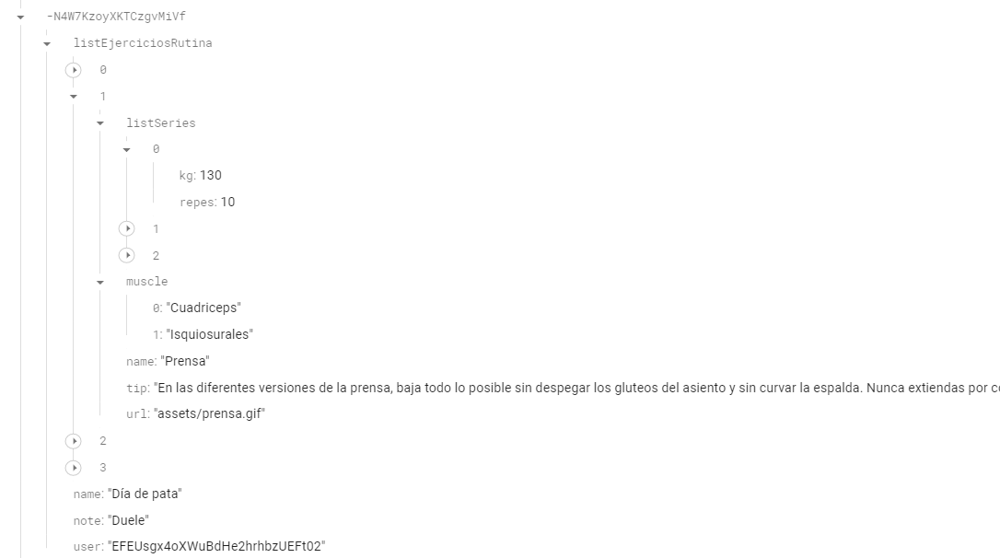 -N4W7KzoyXKTCzgvMiVf
listEjerciciosRutina
0
1
listSeries
0
kg: 130
repes: 10
1
2
muscle
0: "Cuadriceps"
1: "Isquiosurales"
name: "Prensa"
tip: "En las diferentes versiones de la prensa, baja todo lo posible sin despegar los gluteos del asiento y sin curvar la espalda. Nunca extiendas por
url: "assets/prensa.gif"
2
3
name: "Día de pata"
note: "Duele"
user: "EFEUsgx4oXWuBdHe2hrhbzUEFt02"